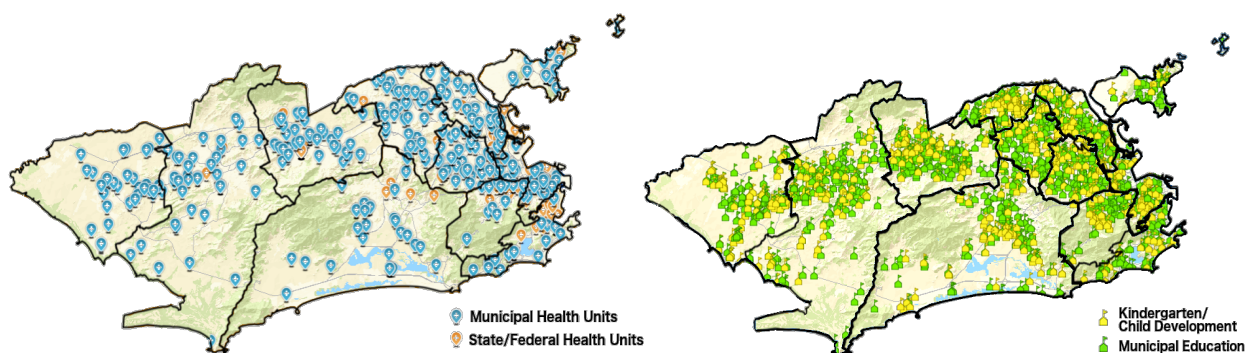 Municipal Health Units
State/Federal Health Units
Kindergarten/
Child Development
Municipal Education